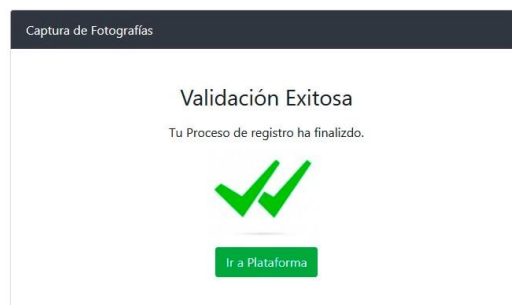 Captura de Fotografías
Validación Exitosa
Tu Proceso de registro ha finalizdo.
Ir a Plataforma